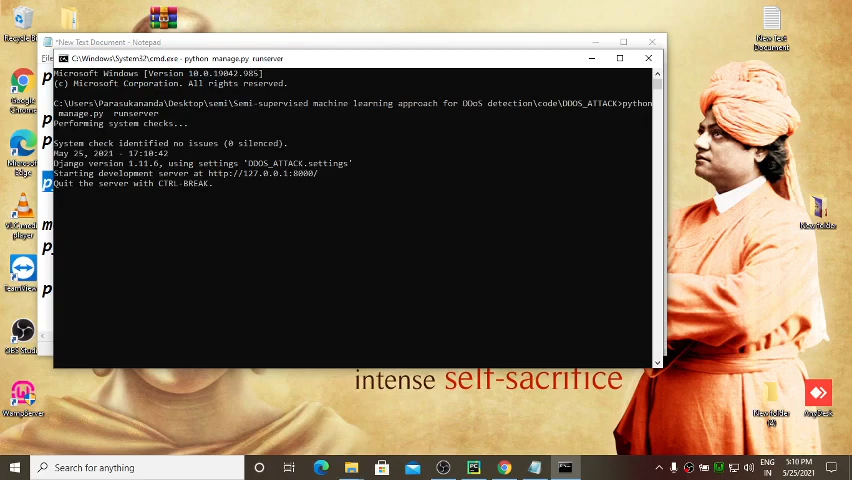 Recycle Bin
*New Text Document - Notepad
New Text
Document
File
C:\Windows\System32\cmd.exe - python  manage.py  runserver
Microsoft Windows [Version 10.0.19042.985]
(c) Microsoft Corporation. All rights reserved.
C:\Users\Parasukananda\Desktop\semi\Semi-supervised machine learning approach for DDoS detection\code\DDOS_ATTACK>python
 manage.py  runserver
Performing system checks...
System check identified no issues (0 silenced).
May 25, 2021 - 17:10:42
Django version 1.11.6, using settings 'DDOS_ATTACK.settings'
Starting development server at http://127.0.0.1:8000/
Quit the server with CTRL-BREAK.
Google
Chrome
Microsoft
Edge
VLC media
player
New folder
TeamViewer
OBS Studio
intense self-sacrifice
WampServer
New folder
(2)
AnyDesk
Search for anything
ENG
IN
5:10 PM
5/25/2021